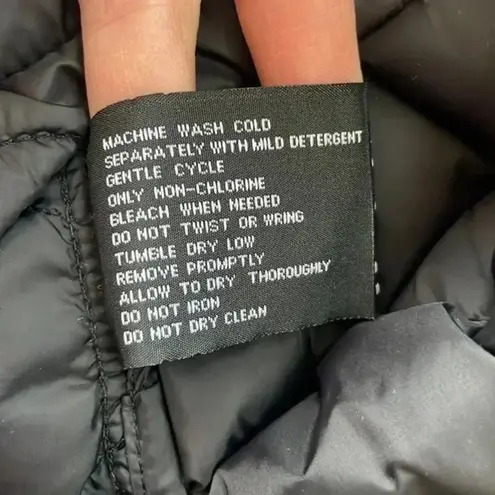 MACHINE WASH COLD
SEPARATELY WITH MILD DETERGENT
GENTLE CYCLE
ONLY NON-CHLORINE
BLEACH WHEN NEEDED
DO NOT TWIST OR WRING
TUMBLE DRY LOW
REMOVE PROMPTLY
ALLOW TO DRY THOROUGHLY
DO NOT IRON
DO NOT DRY CLEAN